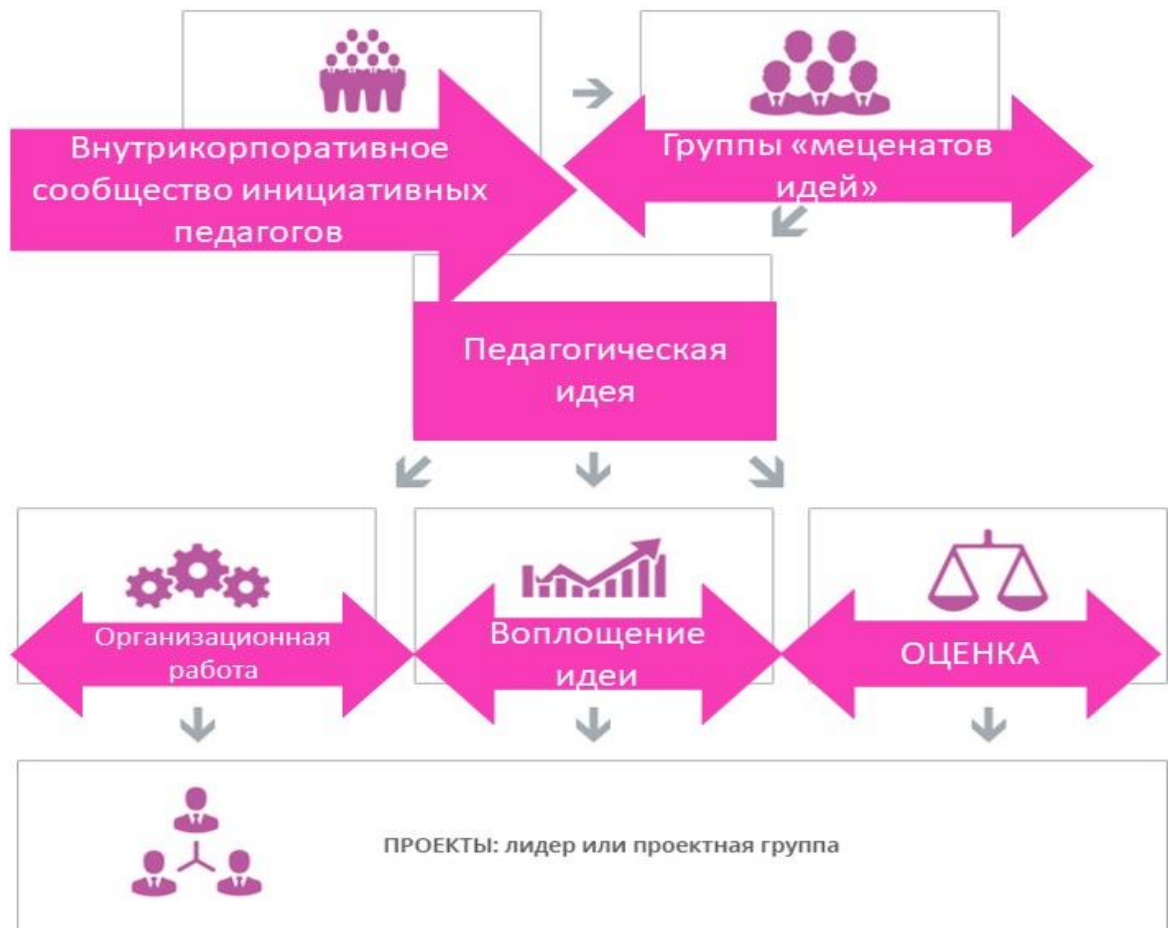 Внутрикорпоративное
сообщество инициативных
педагогов
Группы «меценатов
идей»
Педагогическая
идея
Организационная
работа
Воплощение
идеи
ОЦЕНКА
ПРОЕКТЫ: лидер или проектная группа